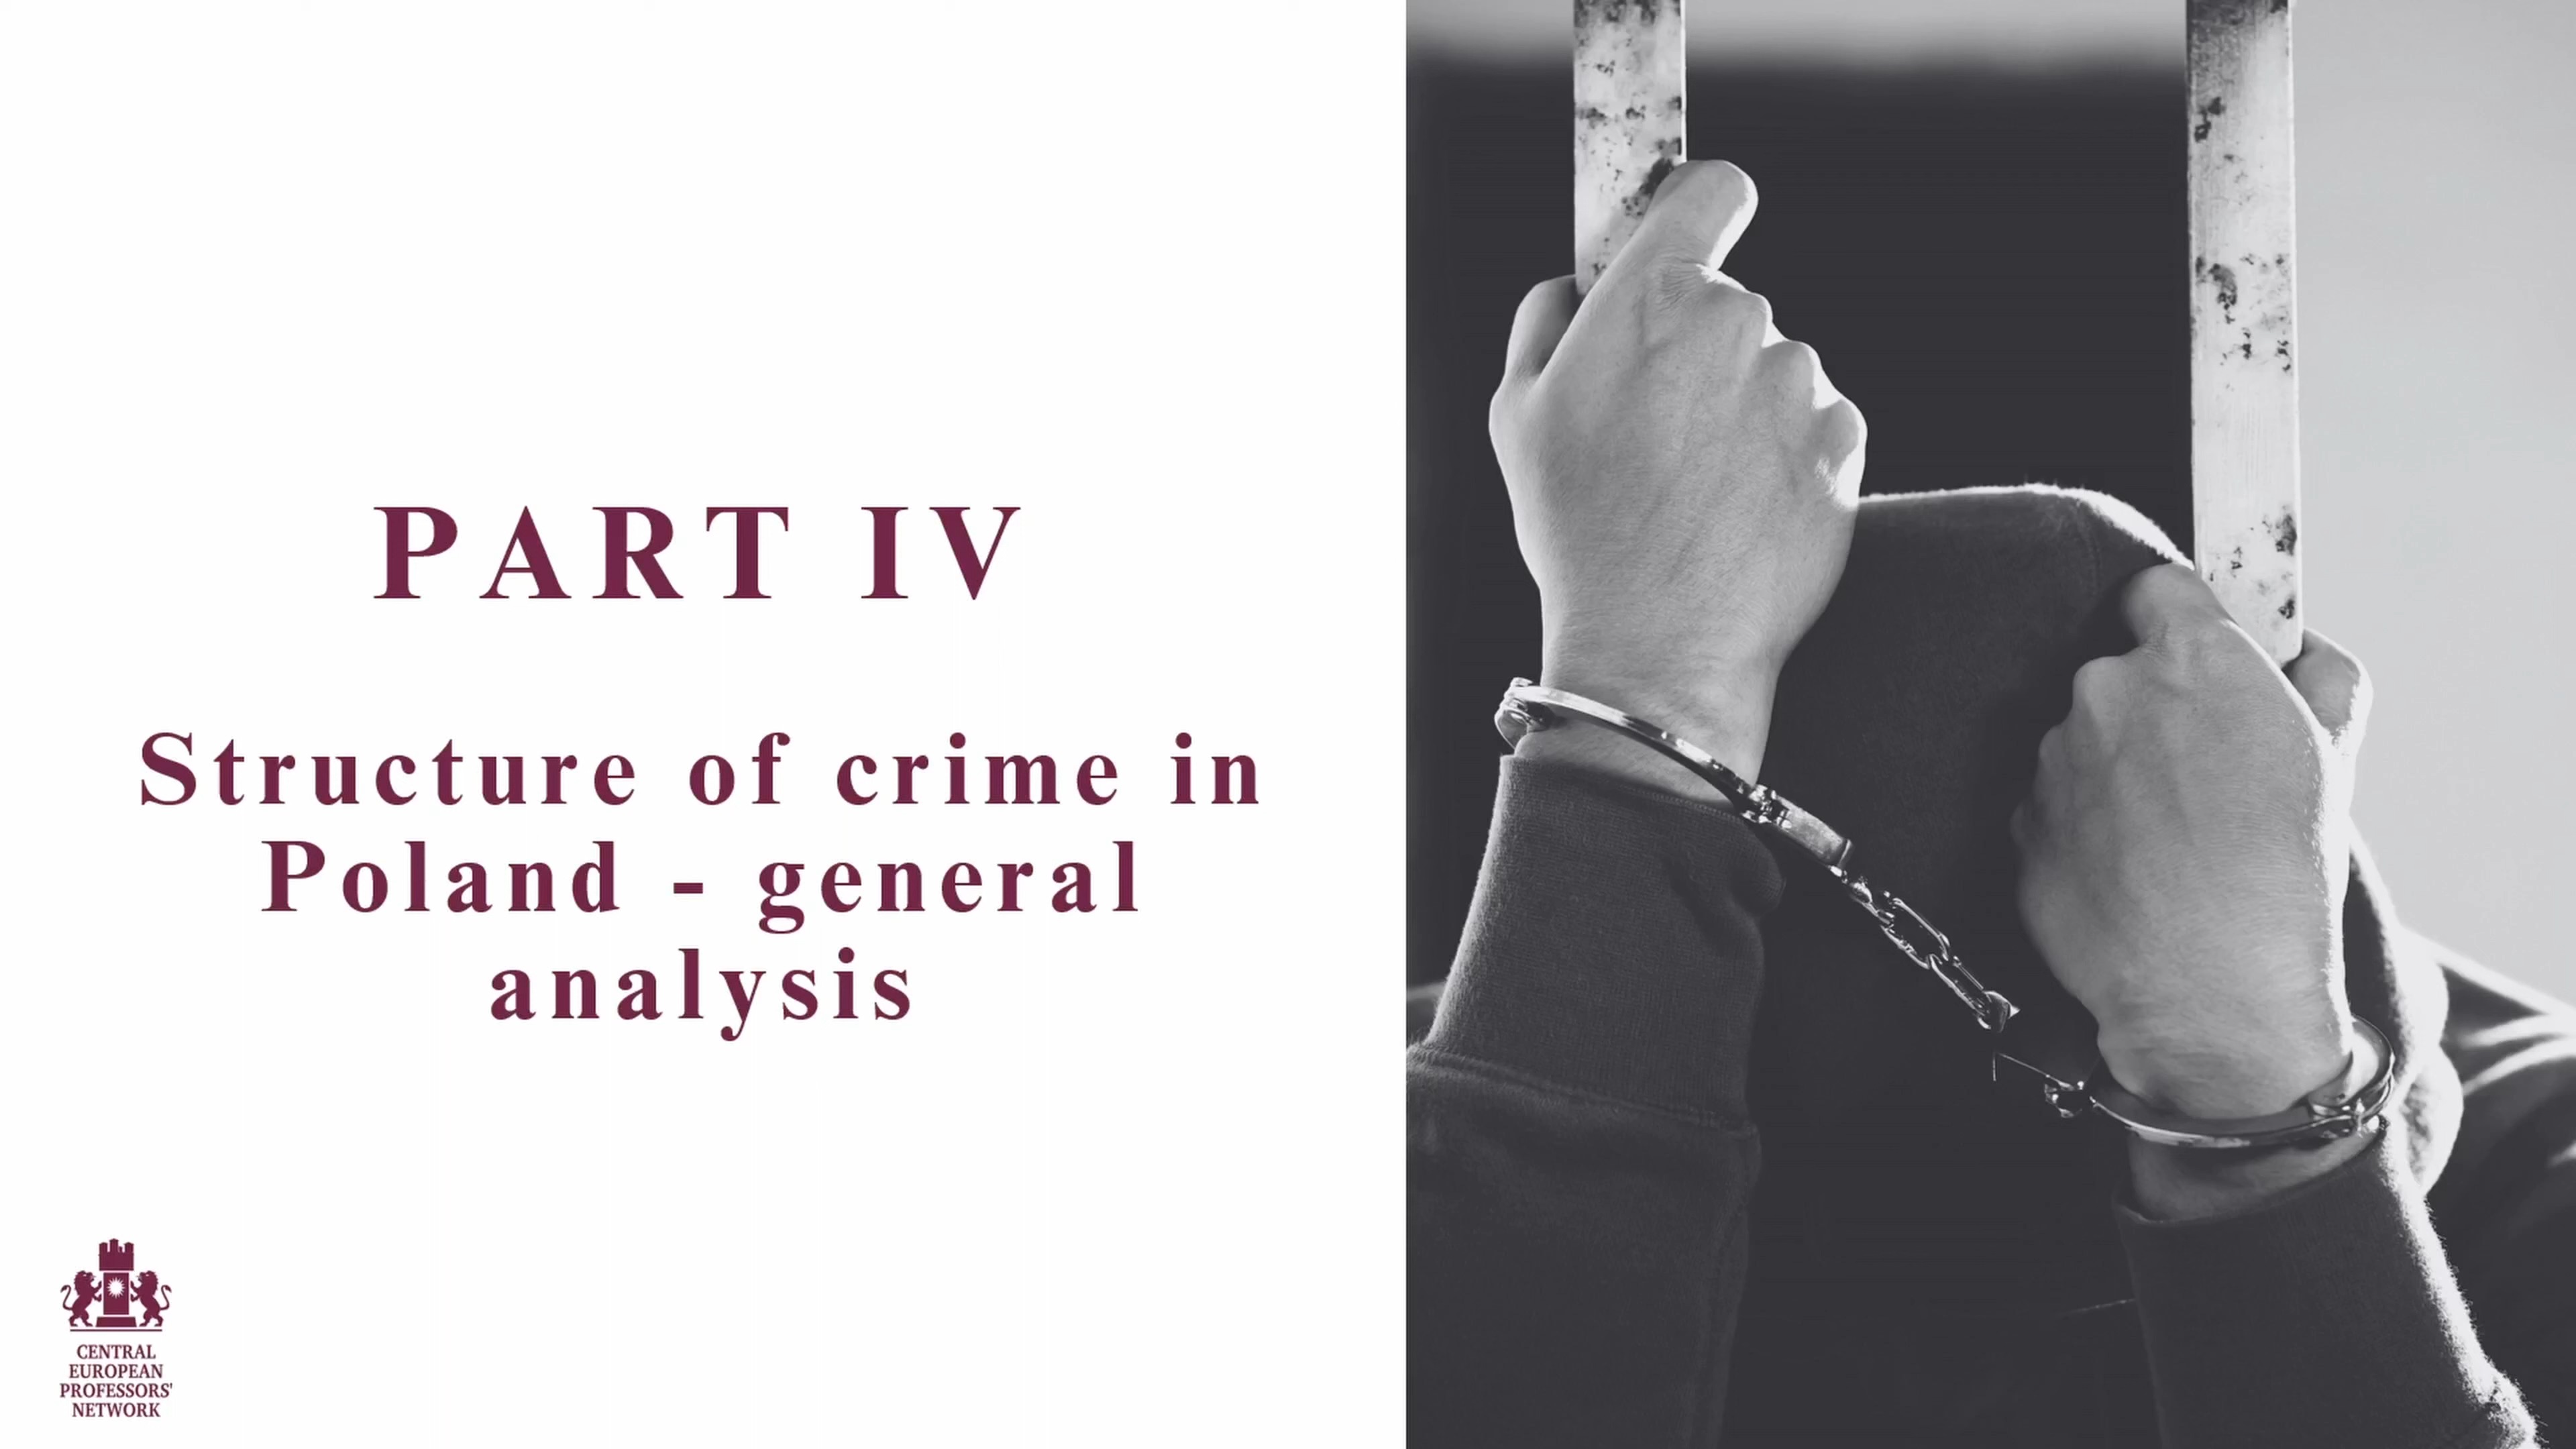 PART IV
Structure of crime in
Poland - general
analysis
CENTRAL
EUROPEAN
PROFESSORS'
NETWORK